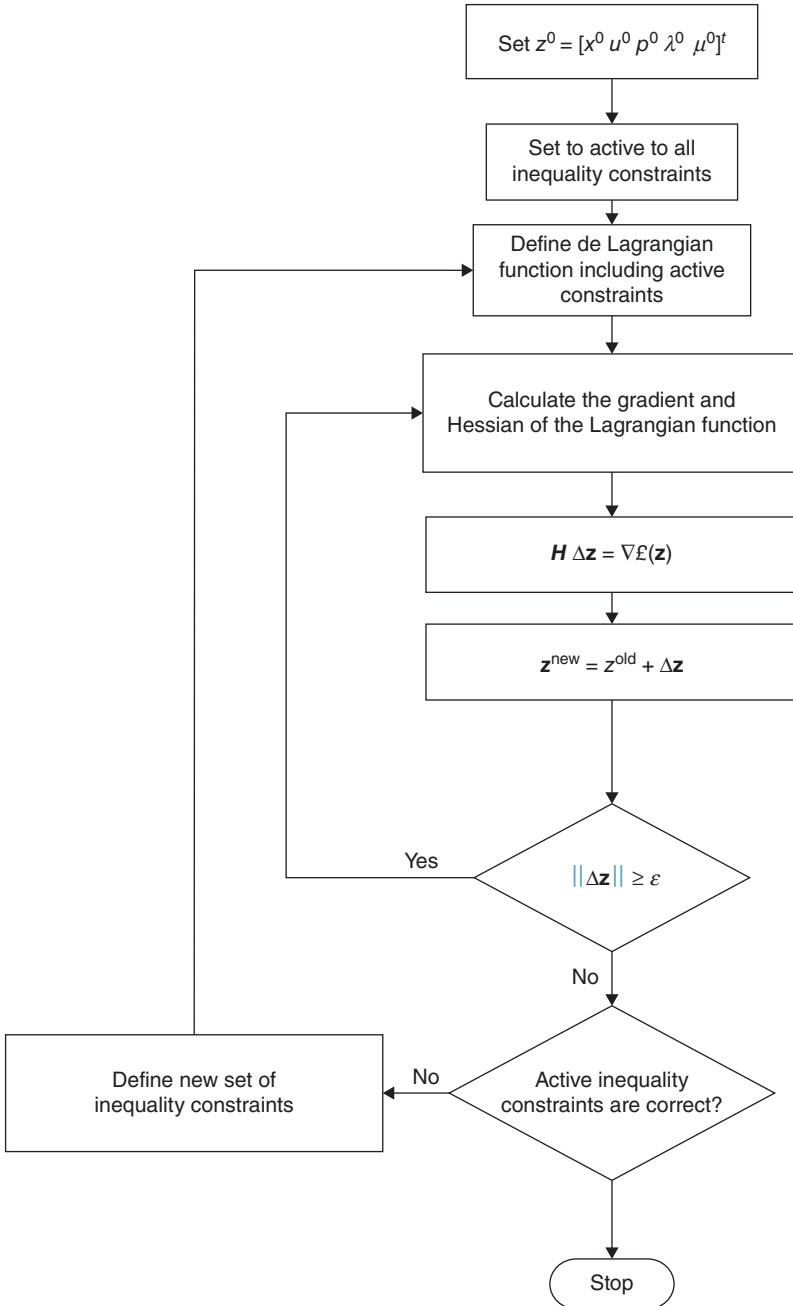 Set z⁰ = [x⁰ u⁰ p⁰ λ⁰ μ⁰]ᵗ
Set to active to all
inequality constraints
Define de Lagrangian
function including active
constraints
Calculate the gradient and
Hessian of the Lagrangian function
H Δz = ∇£(z)
zⁿᵉʷ = zᵒˡᵈ + Δz
Yes
||Δz|| ≥ ε
No
Define new set of
inequality constraints
No
Active inequality
constraints are correct?
Stop